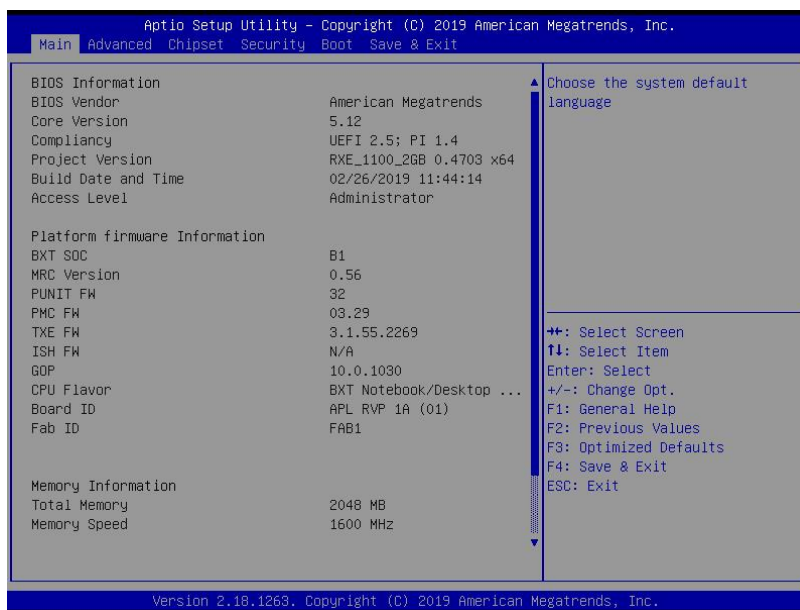 Aptio Setup Utility – Copyright (C) 2019 American Megatrends, Inc.
Main Advanced Chipset Security Boot Save & Exit
BIOS Information
BIOS Vendor American Megatrends
Core Version 5.12
Compliancy UEFI 2.5; PI 1.4
Project Version RXE_1100_2GB 0.4703 x64
Build Date and Time 02/26/2019 11:44:14
Access Level Administrator
Platform firmware Information
BXT SOC B1
MRC Version 0.56
PUNIT FW 32
PMC FW 03.29
TXE FW 3.1.55.2269
ISH FW N/A
GOP 10.0.1030
CPU Flavor BXT Notebook/Desktop ...
Board ID APL RVP 1A (01)
Fab ID FAB1
Memory Information
Total Memory 2048 MB
Memory Speed 1600 MHz
Choose the system default
language
→←: Select Screen
↑↓: Select Item
Enter: Select
+/-: Change Opt.
F1: General Help
F2: Previous Values
F3: Optimized Defaults
F4: Save & Exit
ESC: Exit
Version 2.18.1263. Copyright (C) 2019 American Megatrends, Inc.